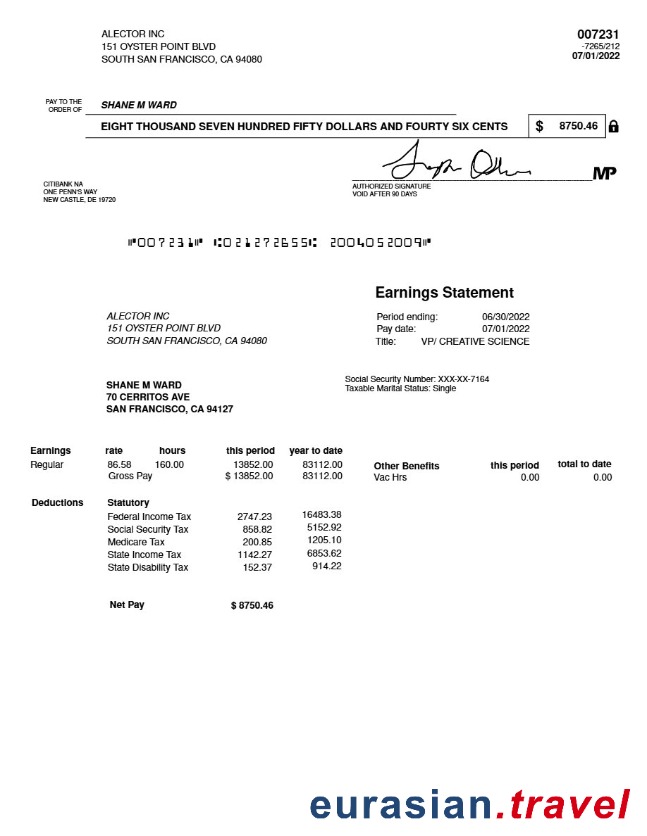 ALECTOR INC
151 OYSTER POINT BLVD
SOUTH SAN FRANCISCO, CA 94080
007231
-7265/212
07/01/2022
PAY TO THE
ORDER OF
SHANE M WARD
EIGHT THOUSAND SEVEN HUNDRED FIFTY DOLLARS AND FOURTY SIX CENTS
$ 8750.46
MP
AUTHORIZED SIGNATURE
VOID AFTER 90 DAYS
CITIBANK NA
ONE PENN'S WAY
NEW CASTLE, DE 19720
⑈007231⑈ ⑆021272655⑆ 2004052009⑈
Earnings Statement
ALECTOR INC
151 OYSTER POINT BLVD
SOUTH SAN FRANCISCO, CA 94080
Period ending: 06/30/2022
Pay date: 07/01/2022
Title: VP/ CREATIVE SCIENCE
SHANE M WARD
70 CERRITOS AVE
SAN FRANCISCO, CA 94127
Social Security Number: XXX-XX-7164
Taxable Marital Status: Single
Earnings rate hours this period year to date
Regular 86.58 160.00 13852.00 83112.00
Gross Pay $ 13852.00 83112.00
Other Benefits this period total to date
Vac Hrs 0.00 0.00
Deductions Statutory
Federal Income Tax 2747.23 16483.38
Social Security Tax 858.82 5152.92
Medicare Tax 200.85 1205.10
State Income Tax 1142.27 6853.62
State Disability Tax 152.37 914.22
Net Pay $ 8750.46
eurasian.travel